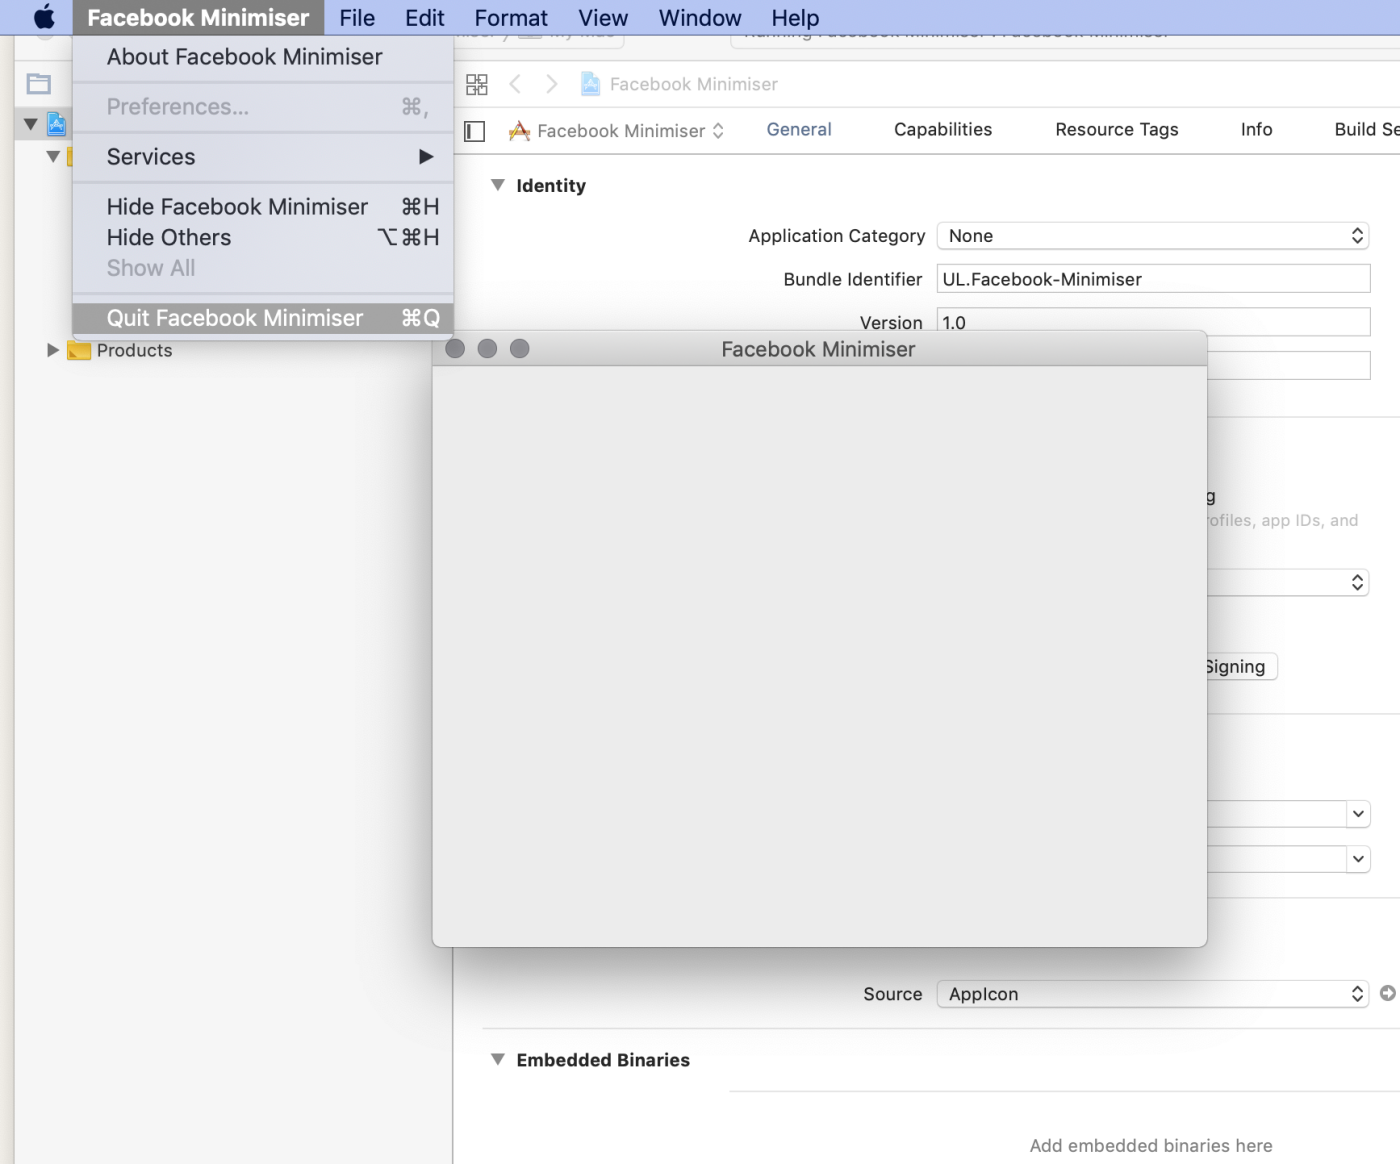 Facebook Minimiser File Edit Format View Window Help
About Facebook Minimiser
Preferences... ⌘,
Services ▶
Hide Facebook Minimiser ⌘H
Hide Others ⌥⌘H
Show All
Quit Facebook Minimiser ⌘Q
Products
Facebook Minimiser
Facebook Minimiser General Capabilities Resource Tags Info Build Se
Identity
Application Category None
Bundle Identifier UL.Facebook-Minimiser
Version 1.0
Facebook Minimiser
g
rofiles, app IDs, and
Signing
Source AppIcon
Embedded Binaries
Add embedded binaries here